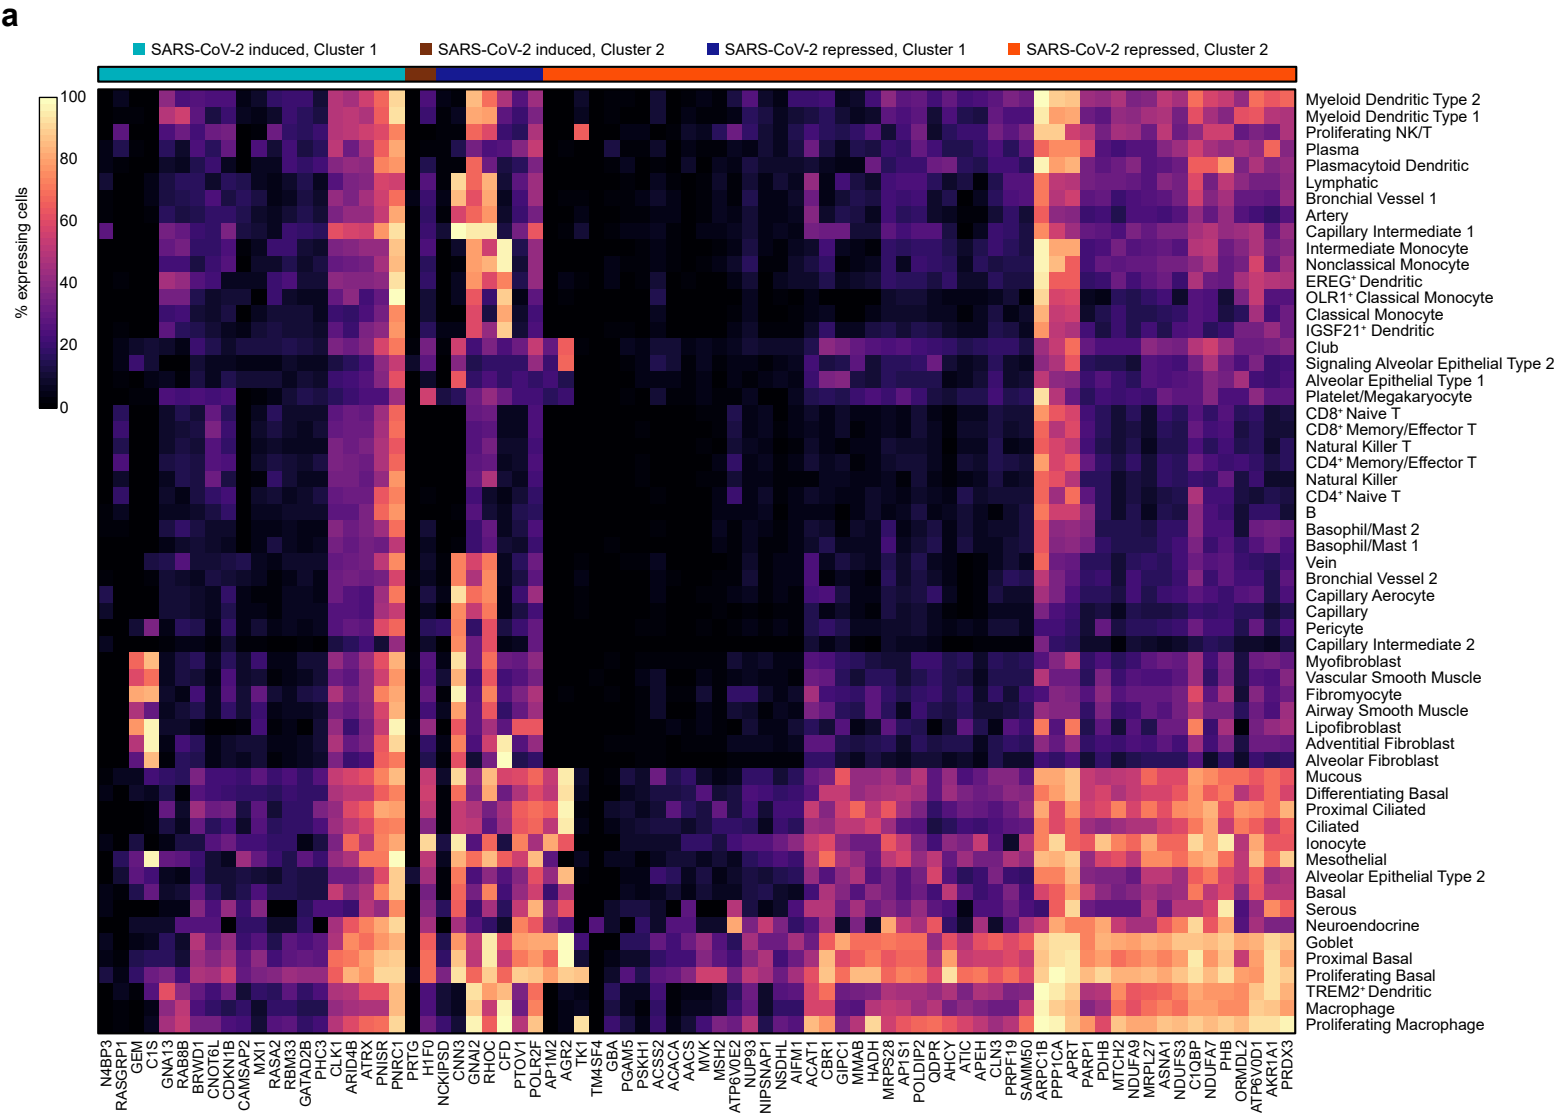 a
SARS-CoV-2 induced, Cluster 1
SARS-CoV-2 induced, Cluster 2
SARS-CoV-2 repressed, Cluster 1
SARS-CoV-2 repressed, Cluster 2
% expressing cells
100
80
60
40
20
0
Myeloid Dendritic Type 2
Myeloid Dendritic Type 1
Proliferating NK/T
Plasma
Plasmacytoid Dendritic
Lymphatic
Bronchial Vessel 1
Artery
Capillary Intermediate 1
Intermediate Monocyte
Nonclassical Monocyte
EREG⁺ Dendritic
OLR1⁺ Classical Monocyte
Classical Monocyte
IGSF21⁺ Dendritic
Club
Signaling Alveolar Epithelial Type 2
Alveolar Epithelial Type 1
Platelet/Megakaryocyte
CD8⁺ Naive T
CD8⁺ Memory/Effector T
Natural Killer T
CD4⁺ Memory/Effector T
Natural Killer
CD4⁺ Naive T
B
Basophil/Mast 2
Basophil/Mast 1
Vein
Bronchial Vessel 2
Capillary Aerocyte
Capillary
Pericyte
Capillary Intermediate 2
Myofibroblast
Vascular Smooth Muscle
Fibromyocyte
Airway Smooth Muscle
Lipofibroblast
Adventitial Fibroblast
Alveolar Fibroblast
Mucous
Differentiating Basal
Proximal Ciliated
Ciliated
Ionocyte
Mesothelial
Alveolar Epithelial Type 2
Basal
Serous
Neuroendocrine
Goblet
Proximal Basal
Proliferating Basal
TREM2⁺ Dendritic
Macrophage
Proliferating Macrophage
N4BP3
RASGRP1
GEM
C1S
GNA13
RAB8B
BRWD1
CNOT6L
CDKN1B
CAMSAP2
MXI1
RASA2
RBM33
GATAD2B
PHC3
CLK1
ARID4B
ATRX
PNISR
PNRC1
PRTG
H1F0
NCKIPSD
CNN3
GNAI2
RHOC
CFD
PTOV1
POLR2F
AP1M2
AGR2
TK1
TM4SF4
GBA
PGAM5
PSKH1
ACSS2
ACACA
AACS
MVK
MSH2
ATP6V0E2
NUP93
NIPSNAP1
NSDHL
AIFM1
ACAT1
CBR1
GIPC1
MMAB
HADH
MRPS28
AP1S1
POLDIP2
QDPR
AHCY
ATIC
APEH
CLN3
PRPF19
SAMM50
ARPC1B
PPP1CA
APRT
PARP1
PDHB
MTCH2
NDUFA9
MRPL27
ASNA1
NDUFS3
C1QBP
NDUFA7
PHB
ORMDL2
ATP6V0D1
AKR1A1
PRDX3